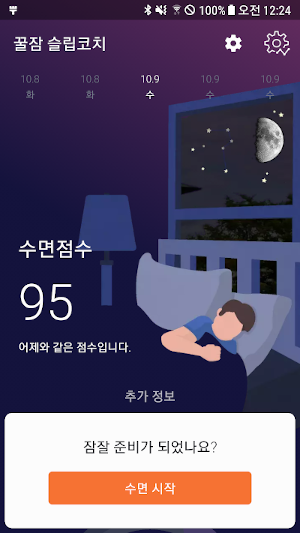 100% 오전 12:24
꿀잠 슬립코치
10.8 10.8 10.9 10.9 10.9
화 화 수 수 수
수면점수
95
어제와 같은 점수입니다.
추가 정보
잠잘 준비가 되었나요?
수면 시작